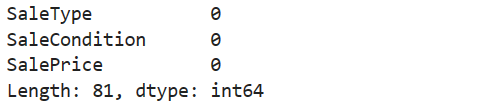 SaleType 0
SaleCondition 0
SalePrice 0
Length: 81, dtype: int64